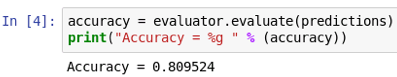 In [4]: accuracy = evaluator.evaluate(predictions)
print("Accuracy = %g " % (accuracy))
Accuracy = 0.809524